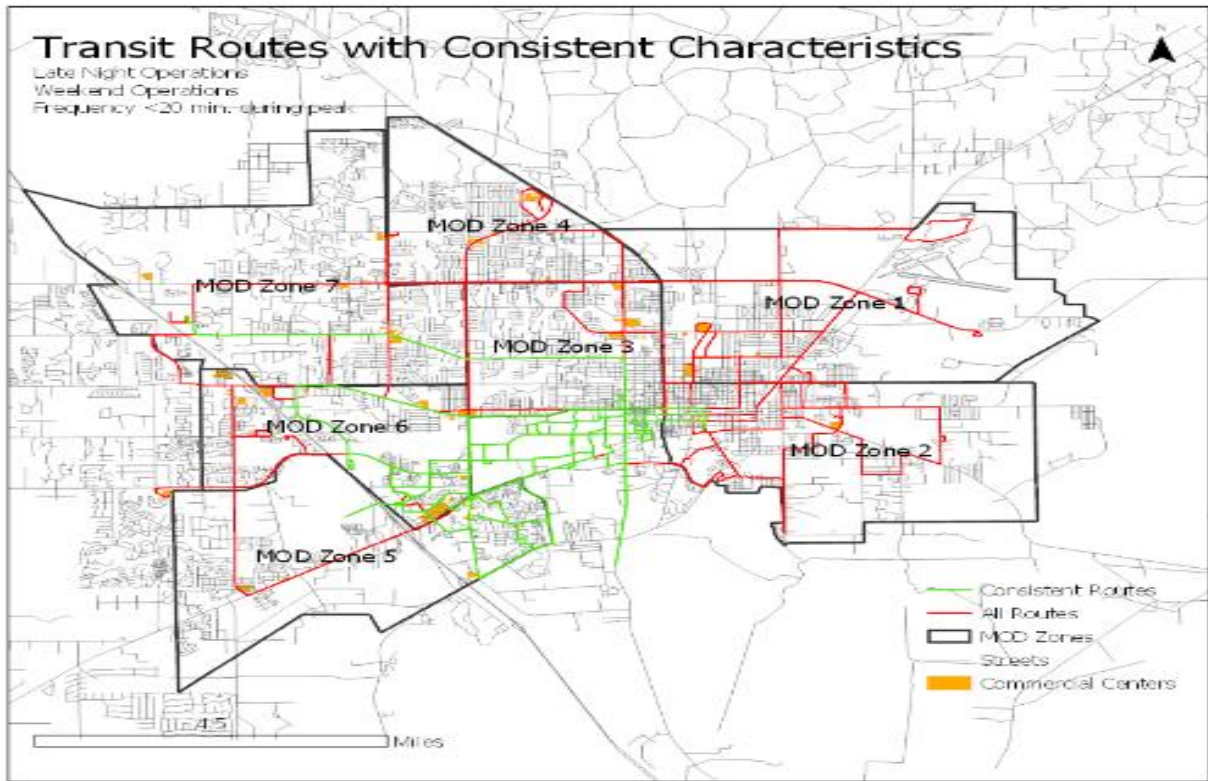 Transit Routes with Consistent Characteristics
Late Night Operations
Weekend Operations
Frequency <20 min. during peak
N
MOD Zone 4
MOD Zone 7
MOD Zone 1
MOD Zone 3
MOD Zone 6
MOD Zone 2
MOD Zone 5
Consistent Routes
All Routes
MOD Zones
Streets
Commercial Centers
4.5
Miles